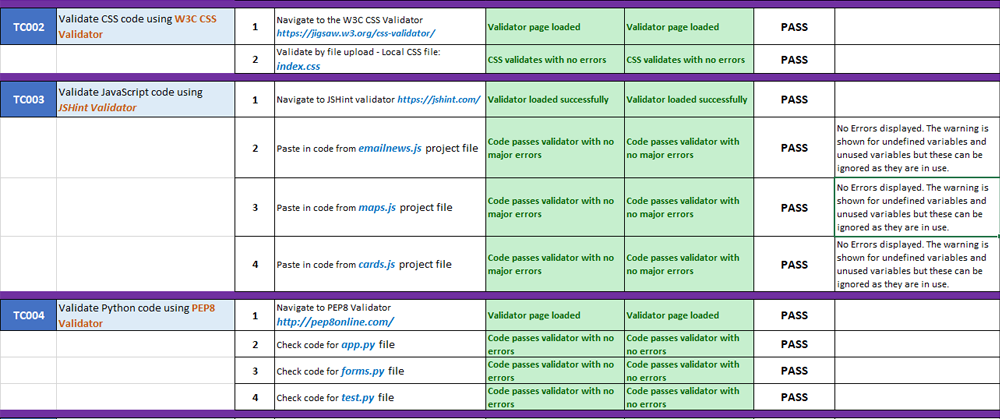 TC002 Validate CSS code using W3C CSS Validator 1 Navigate to the W3C CSS Validator https://jigsaw.w3.org/css-validator/ Validator page loaded Validator page loaded PASS
2 Validate by file upload - Local CSS file: index.css CSS validates with no errors CSS validates with no errors PASS
TC003 Validate JavaScript code using JSHint Validator 1 Navigate to JSHint validator https://jshint.com/ Validator loaded successfully Validator loaded successfully PASS
2 Paste in code from emailnews.js project file Code passes validator with no major errors Code passes validator with no major errors PASS No Errors displayed. The warning is shown for undefined variables and unused variables but these can be ignored as they are in use.
3 Paste in code from maps.js project file Code passes validator with no major errors Code passes validator with no major errors PASS No Errors displayed. The warning is shown for undefined variables and unused variables but these can be ignored as they are in use.
4 Paste in code from cards.js project file Code passes validator with no major errors Code passes validator with no major errors PASS No Errors displayed. The warning is shown for undefined variables and unused variables but these can be ignored as they are in use.
TC004 Validate Python code using PEP8 Validator 1 Navigate to PEP8 Validator http://pep8online.com/ Validator page loaded Validator page loaded PASS
2 Check code for app.py file Code passes validator with no errors Code passes validator with no errors PASS
3 Check code for forms.py file Code passes validator with no errors Code passes validator with no errors PASS
4 Check code for test.py file Code passes validator with no errors Code passes validator with no errors PASS